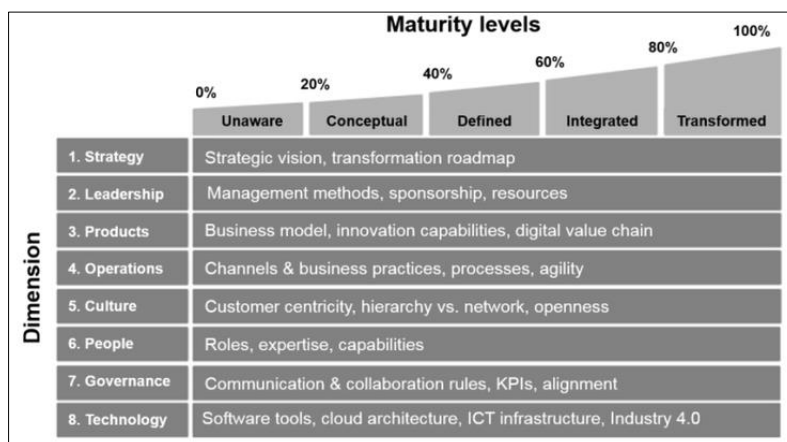 Maturity levels
0%
20%
40%
60%
80%
100%
Unaware
Conceptual
Defined
Integrated
Transformed
Dimension
1. Strategy
Strategic vision, transformation roadmap
2. Leadership
Management methods, sponsorship, resources
3. Products
Business model, innovation capabilities, digital value chain
4. Operations
Channels & business practices, processes, agility
5. Culture
Customer centricity, hierarchy vs. network, openness
6. People
Roles, expertise, capabilities
7. Governance
Communication & collaboration rules, KPIs, alignment
8. Technology
Software tools, cloud architecture, ICT infrastructure, Industry 4.0